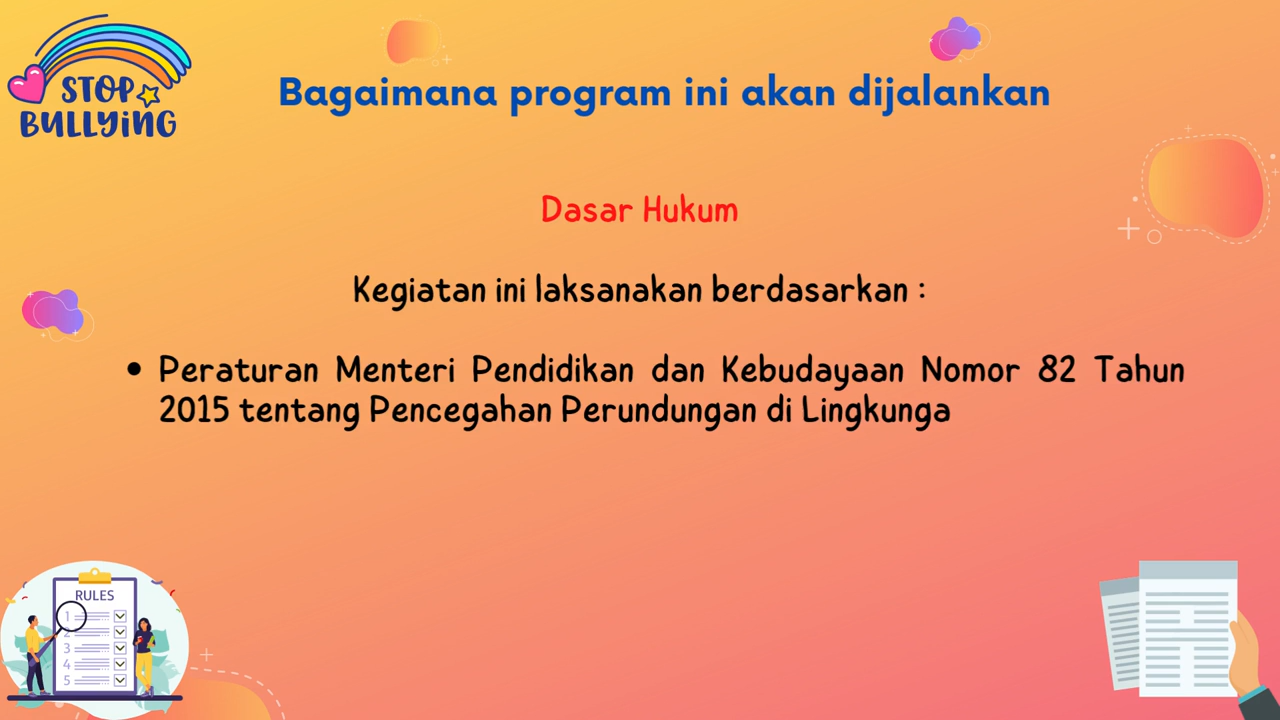 STOP
BULLYING
Bagaimana program ini akan dijalankan
Dasar Hukum
Kegiatan ini laksanakan berdasarkan :
• Peraturan Menteri Pendidikan dan Kebudayaan Nomor 82 Tahun
2015 tentang Pencegahan Perundungan di Lingkunga
RULES
1
2
3
4
5